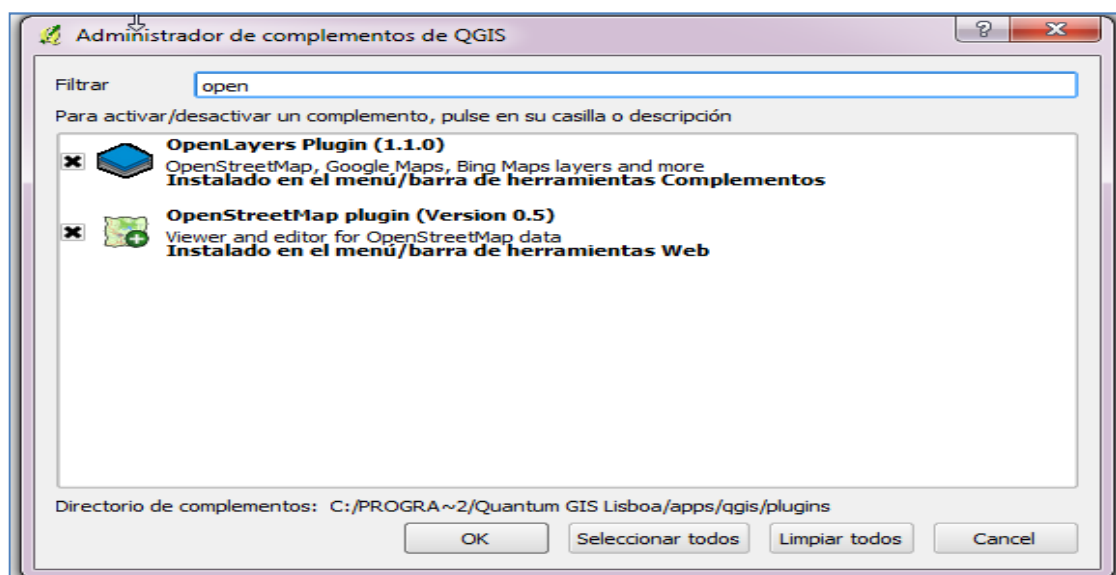 Administrador de complementos de QGIS
Filtrar open
Para activar/desactivar un complemento, pulse en su casilla o descripción
OpenLayers Plugin (1.1.0)
OpenStreetMap, Google Maps, Bing Maps layers and more
Instalado en el menú/barra de herramientas Complementos
OpenStreetMap plugin (Version 0.5)
Viewer and editor for OpenStreetMap data
Instalado en el menú/barra de herramientas Web
Directorio de complementos: C:/PROGRA~2/Quantum GIS Lisboa/apps/qgis/plugins
OK Seleccionar todos Limpiar todos Cancel